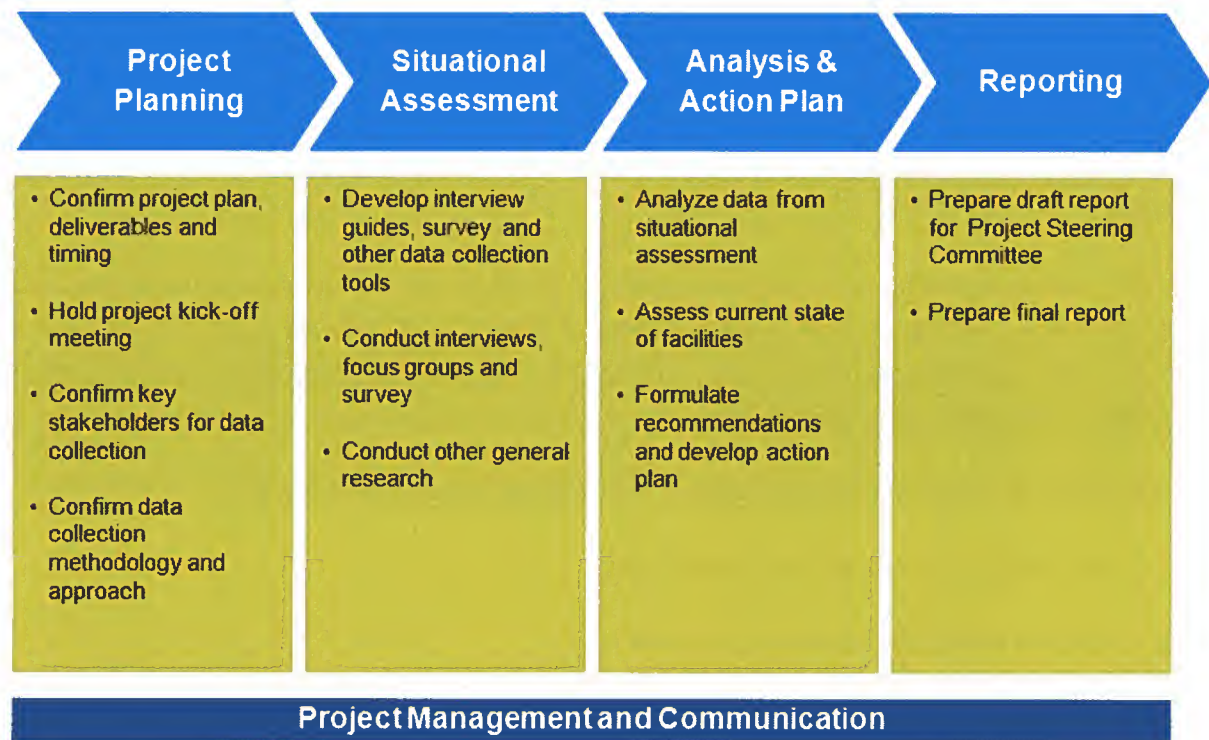 Project
Planning
Situational
Assessment
Analysis &
Action Plan
Reporting
• Confirm project plan,
deliverables and
timing
• Hold project kick-off
meeting
• Confirm key
stakeholders for data
collection
• Confirm data
collection
methodology and
approach
• Develop interview
guides, survey and
other data collection
tools
• Conduct interviews,
focus groups and
survey
• Conduct other general
research
• Analyze data from
situational
assessment
• Assess current state
of facilities
• Formulate
recommendations
and develop action
plan
• Prepare draft report
for Project Steering
Committee
• Prepare final report
Project Management and Communication